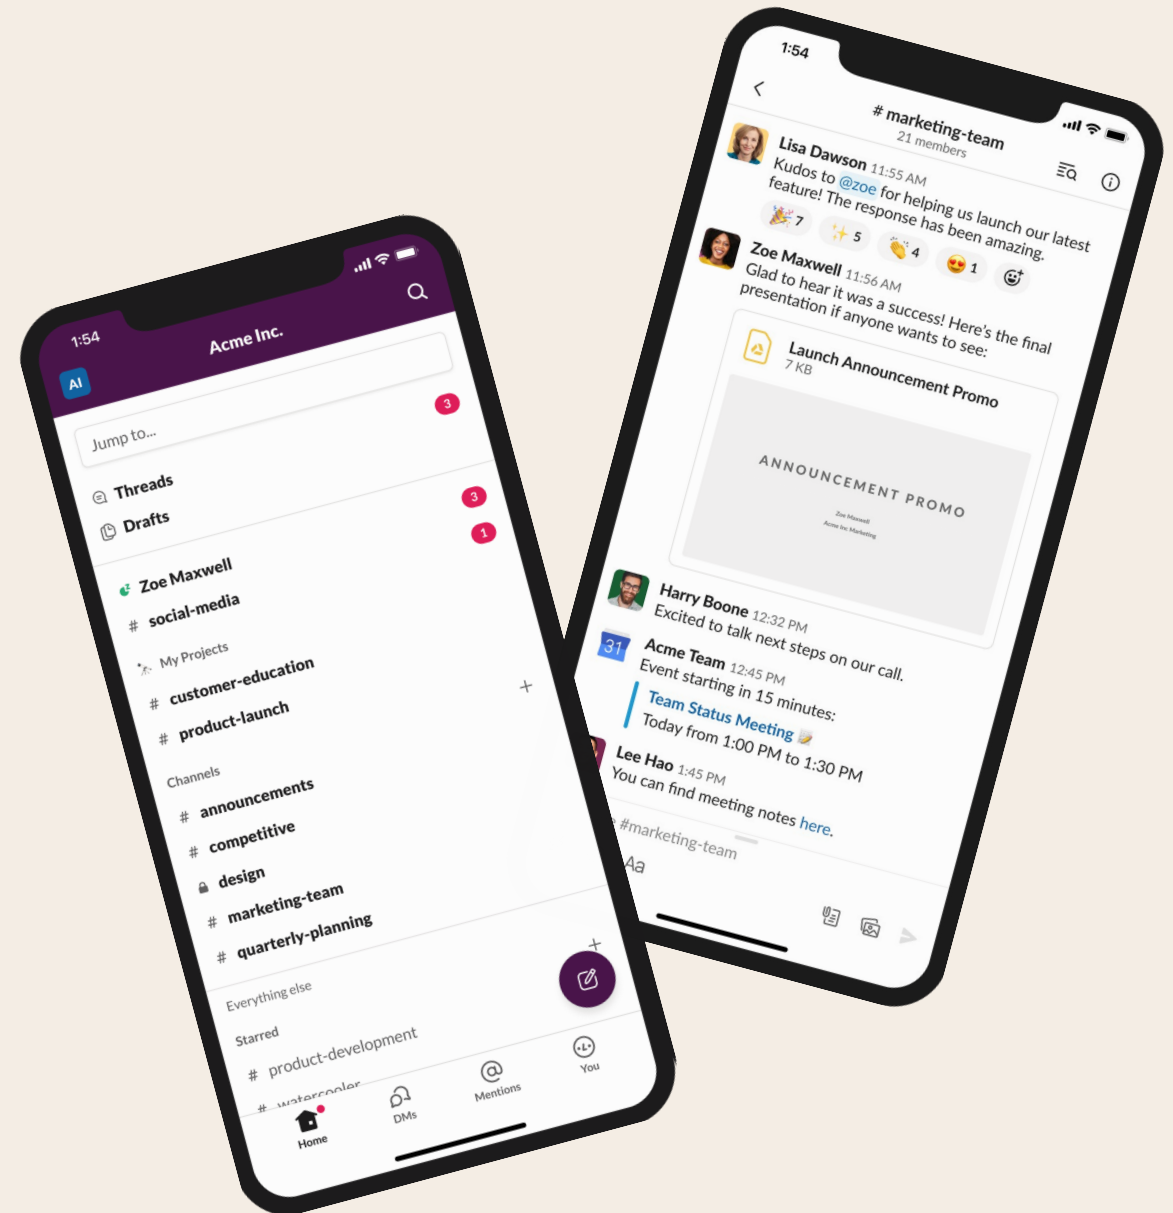 1:54
AI
Acme Inc.
Jump to...
Threads
3
Drafts
Zoe Maxwell
3
# social-media
1
My Projects
# customer-education
# product-launch
Channels
# announcements
# competitive
design
# marketing-team
# quarterly-planning
Everything else
Starred
# product-development
# watercooler
Home
DMs
Mentions
You
1:54
# marketing-team
21 members
Lisa Dawson 11:55 AM
Kudos to @zoe for helping us launch our latest
feature! The response has been amazing.
7 5 4 1
Zoe Maxwell 11:56 AM
Glad to hear it was a success! Here's the final
presentation if anyone wants to see:
Launch Announcement Promo
7 KB
ANNOUNCEMENT PROMO
Zoe Maxwell
Acme Inc Marketing
Harry Boone 12:32 PM
Excited to talk next steps on our call.
31
Acme Team 12:45 PM
Event starting in 15 minutes:
Team Status Meeting
Today from 1:00 PM to 1:30 PM
Lee Hao 1:45 PM
You can find meeting notes here.
#marketing-team
Aa